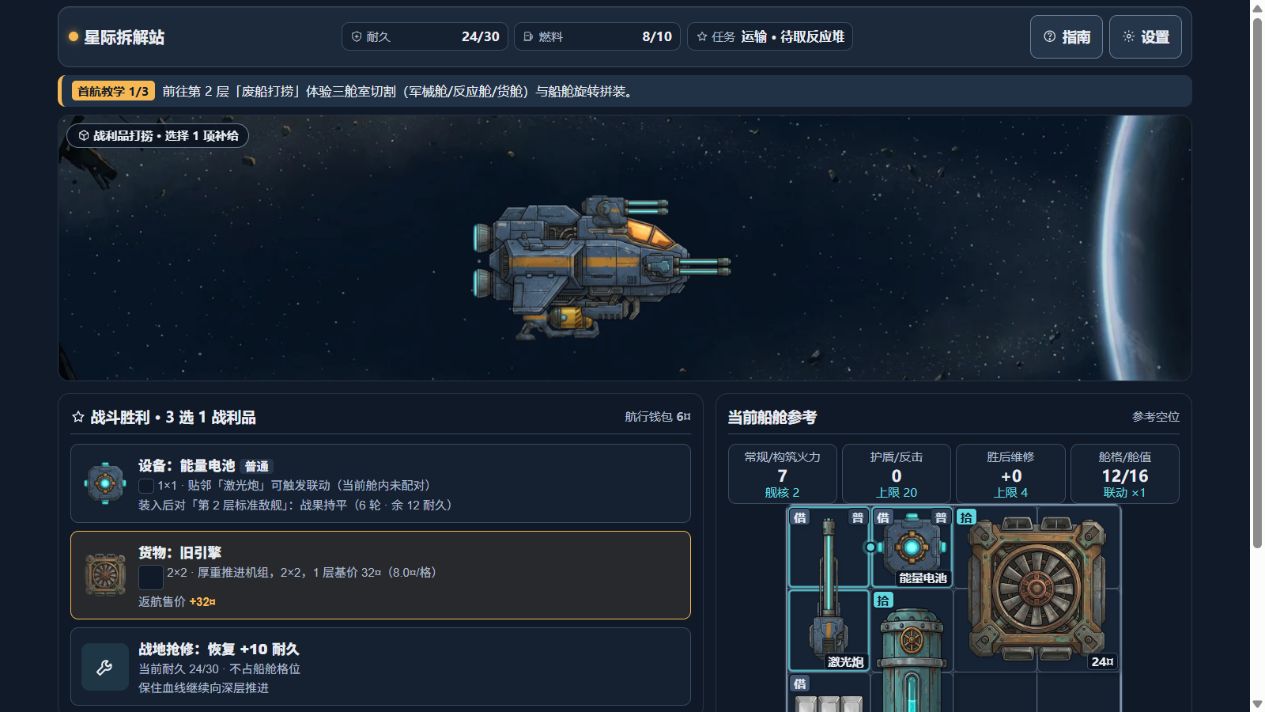 星际拆解站
耐久 24/30
燃料 8/10
任务 运输 • 待取反应堆
指南
设置
首航教学 1/3 前往第 2 层「废船打捞」体验三舱室切割（军械舱/反应舱/货舱）与船舱旋转拼装。
战利品打捞 • 选择 1 项补给
战斗胜利 • 3 选 1 战利品
航行钱包 6¤
设备：能量电池 普通
1×1 · 贴邻「激光炮」可触发联动（当前舱内未配对）
装入后对「第 2 层标准敌舰」：战果持平（6 轮 · 余 12 耐久）
货物：旧引擎
2×2 · 厚重推进机组，2×2，1 层基价 32¤（8.0¤/格）
返航售价 +32¤
战地抢修：恢复 +10 耐久
当前耐久 24/30 · 不占船舱格位
保住血线继续向深层推进
当前船舱参考
参考空位
常规/构筑火力
7
舰核 2
护盾/反击
0
上限 20
胜后维修
+0
上限 4
舱格/舱值
12/16
联动 ×1
借 普
借 普
拾
能量电池
拾
激光炮
24¤
借